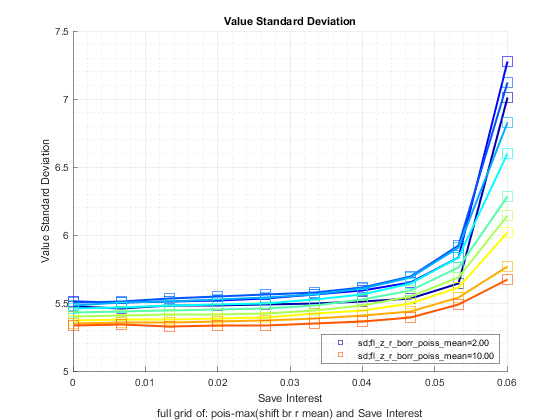 Value Standard Deviation
7.5
7
6.5
6
5.5
5
Value Standard Deviation
0
0.01
0.02
0.03
0.04
0.05
0.06
sd;fl_z_r_borr_poiss_mean=2.00
sd;fl_z_r_borr_poiss_mean=10.00
Save Interest
full grid of: pois-max(shift br r mean) and Save Interest